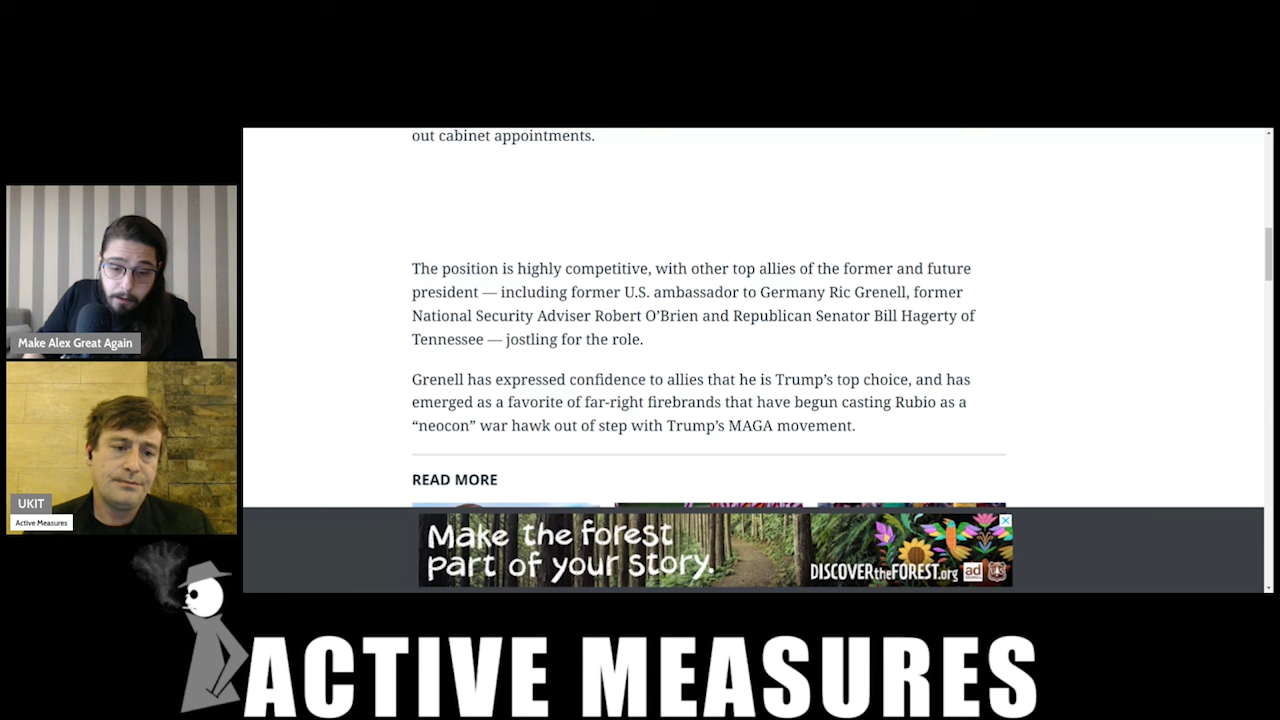 out cabinet appointments.
The position is highly competitive, with other top allies of the former and future
president — including former U.S. ambassador to Germany Ric Grenell, former
National Security Adviser Robert O’Brien and Republican Senator Bill Hagerty of
Tennessee — jostling for the role.
Grenell has expressed confidence to allies that he is Trump’s top choice, and has
emerged as a favorite of far-right firebrands that have begun casting Rubio as a
“neocon” war hawk out of step with Trump’s MAGA movement.
READ MORE
Make the forest
part of your story.
DISCOVERtheFOREST.org
ad
Make Alex Great Again
UKIT
Active Measures
ACTIVE MEASURES